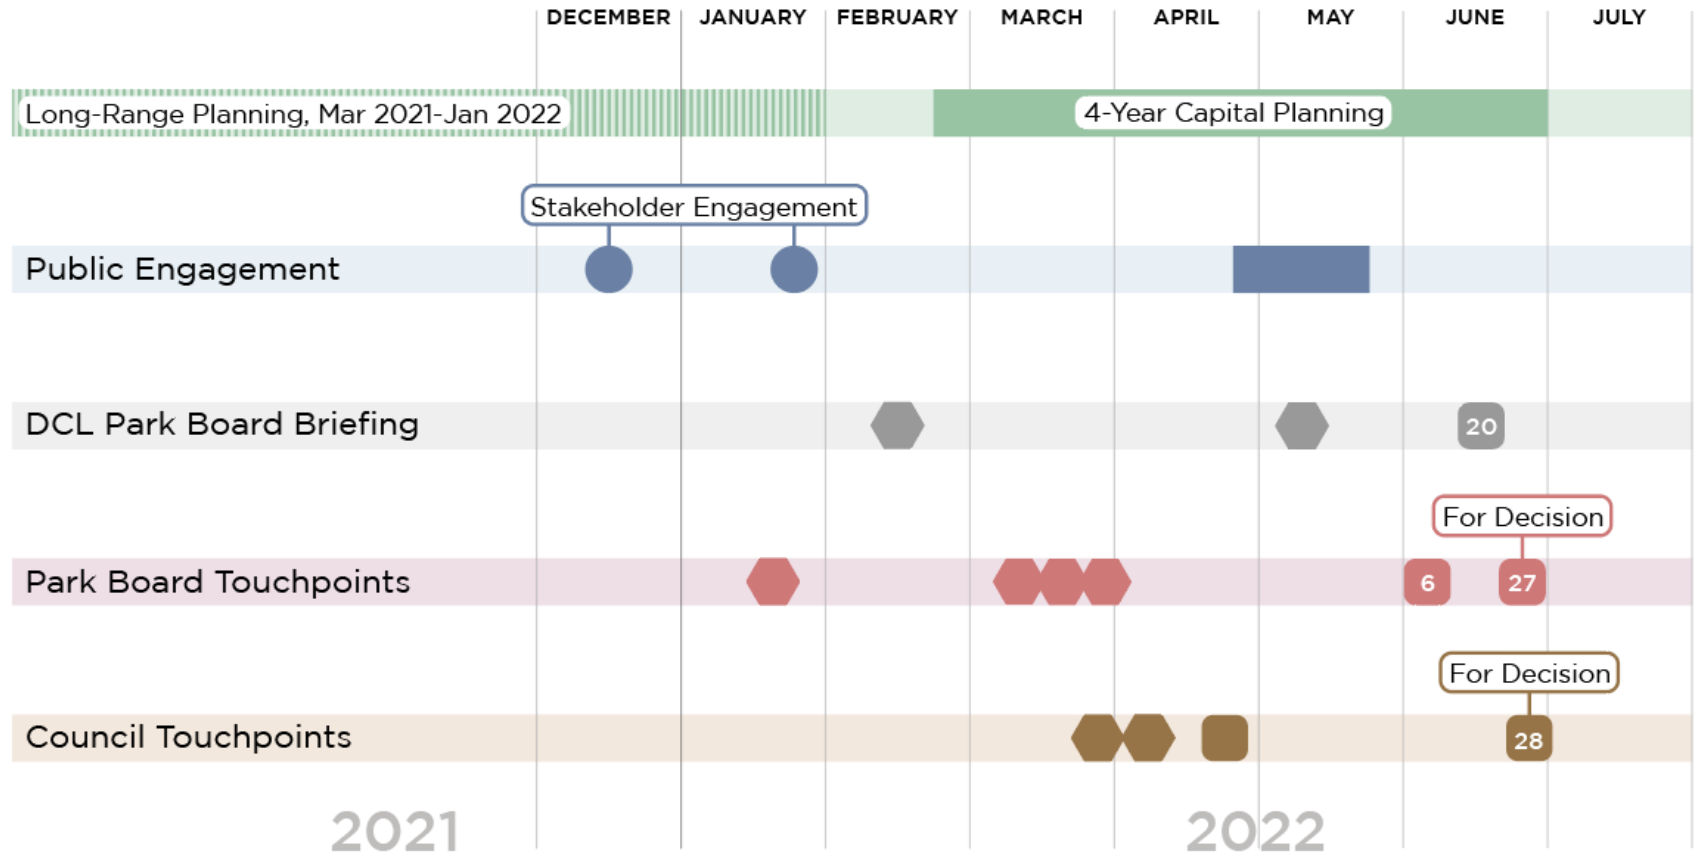 DECEMBER JANUARY FEBRUARY MARCH APRIL MAY JUNE JULY
Long-Range Planning, Mar 2021-Jan 2022
4-Year Capital Planning
Stakeholder Engagement
Public Engagement
DCL Park Board Briefing
20
For Decision
Park Board Touchpoints
6
27
For Decision
Council Touchpoints
28
2021
2022